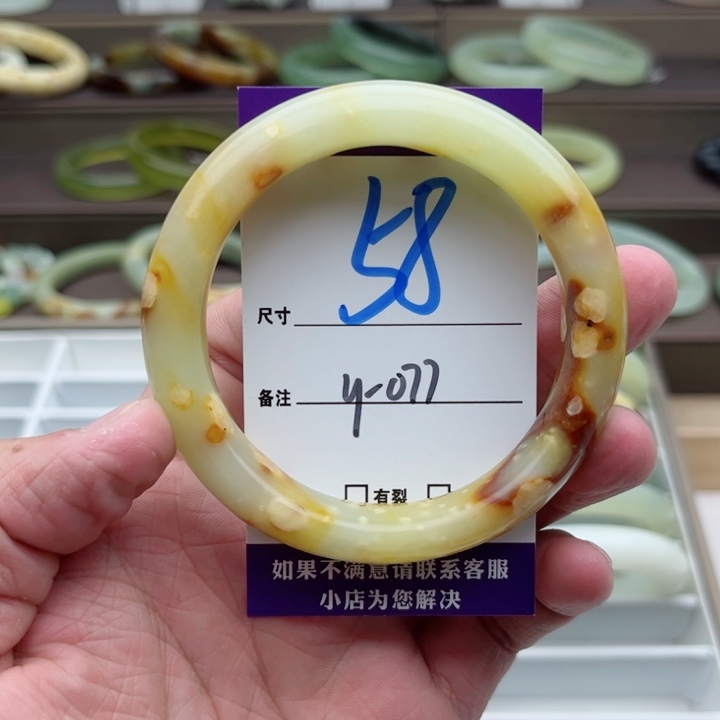 尺寸 58
备注 y-077
□有裂 □
如果不满意请联系客服
小店为您解决